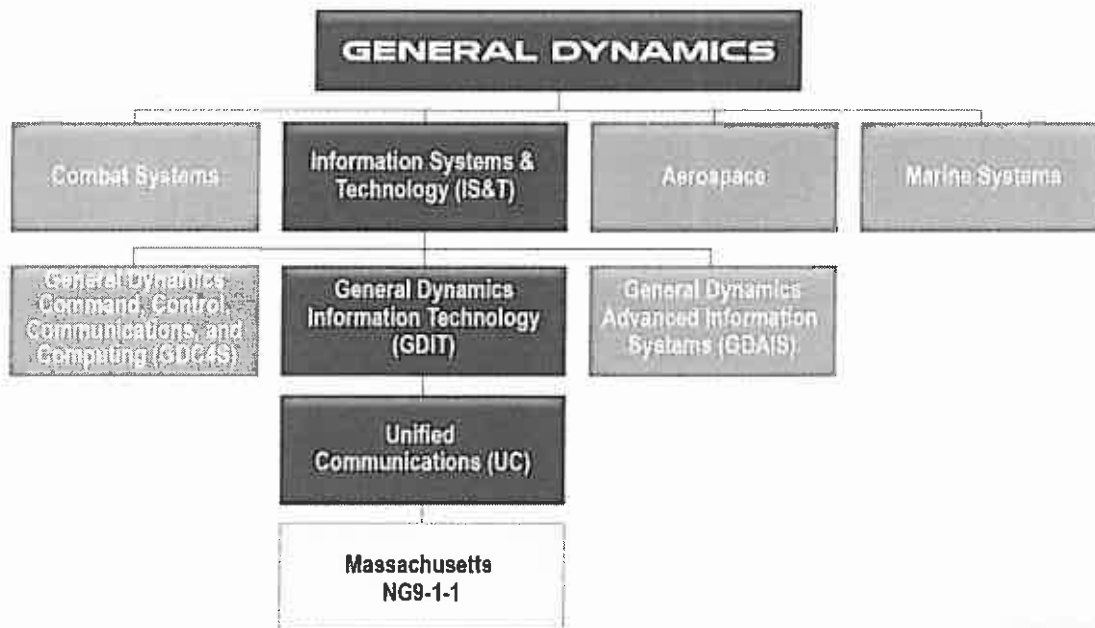 GENERAL DYNAMICS
Combat Systems
Information Systems &
Technology (IS&T)
Aerospace
Marine Systems
General Dynamics
Command, Control,
Communications, and
Computing (GDC4S)
General Dynamics
Information Technology
(GDIT)
General Dynamics
Advanced Information
Systems (GDAIS)
Unified
Communications (UC)
Massachusetts
NG9-1-1